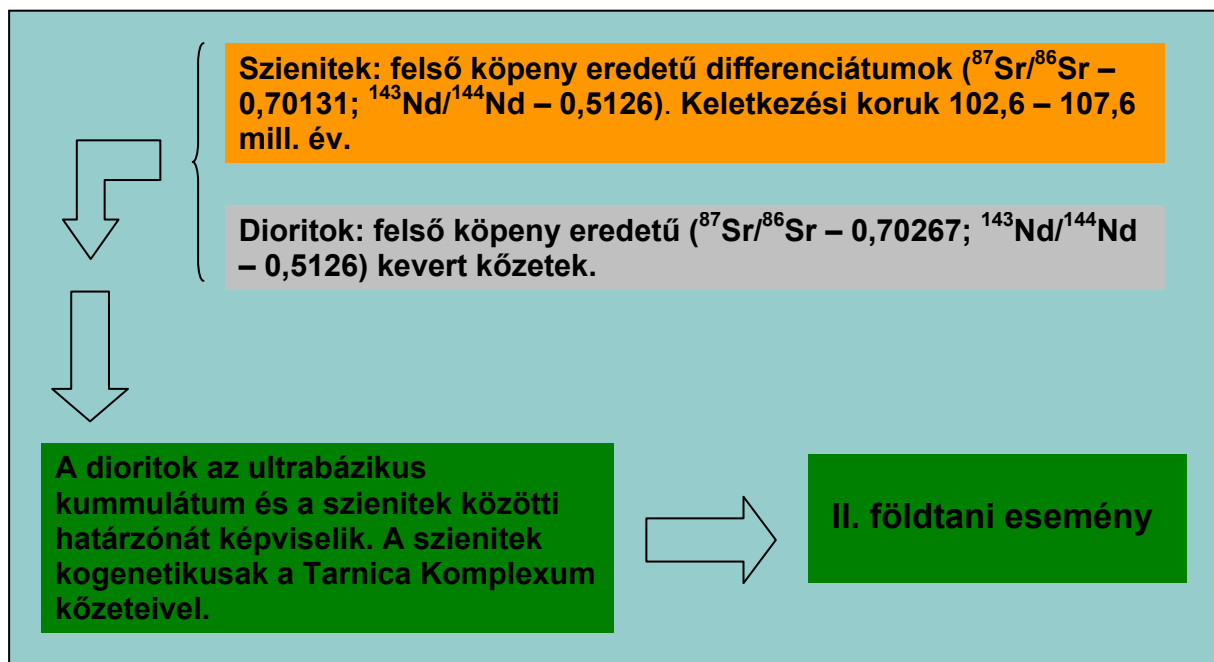 Szienitek: felső köpeny eredetű differenciátumok (⁸⁷Sr/⁸⁶Sr –
0,70131; ¹⁴³Nd/¹⁴⁴Nd – 0,5126). Keletkezési koruk 102,6 – 107,6
mill. év.
Dioritok: felső köpeny eredetű (⁸⁷Sr/⁸⁶Sr – 0,70267; ¹⁴³Nd/¹⁴⁴Nd
– 0,5126) kevert kőzetek.
A dioritok az ultrabázikus
kummulátum és a szienitek közötti
határzónát képviselik. A szienitek
kogenetikusak a Tarnica Komplexum
kőzeteivel.
II. földtani esemény